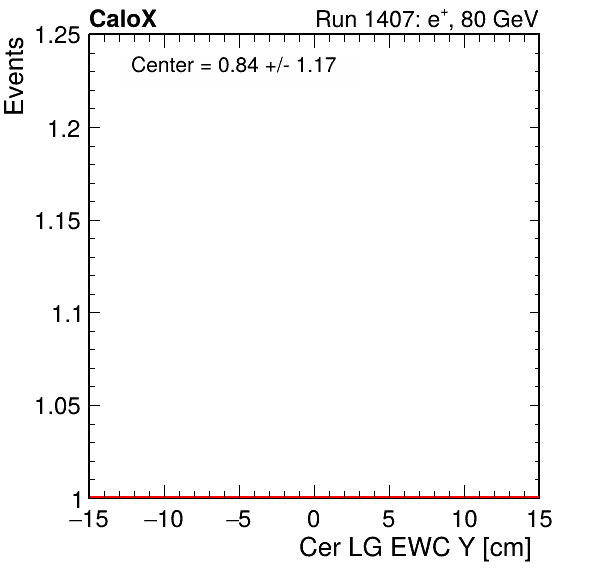 CaloX
Run 1407: e+, 80 GeV
Center = 0.84 +/- 1.17
Events
1.25
1.2
1.15
1.1
1.05
1
−15 −10 −5 0 5 10 15
Cer LG EWC Y [cm]